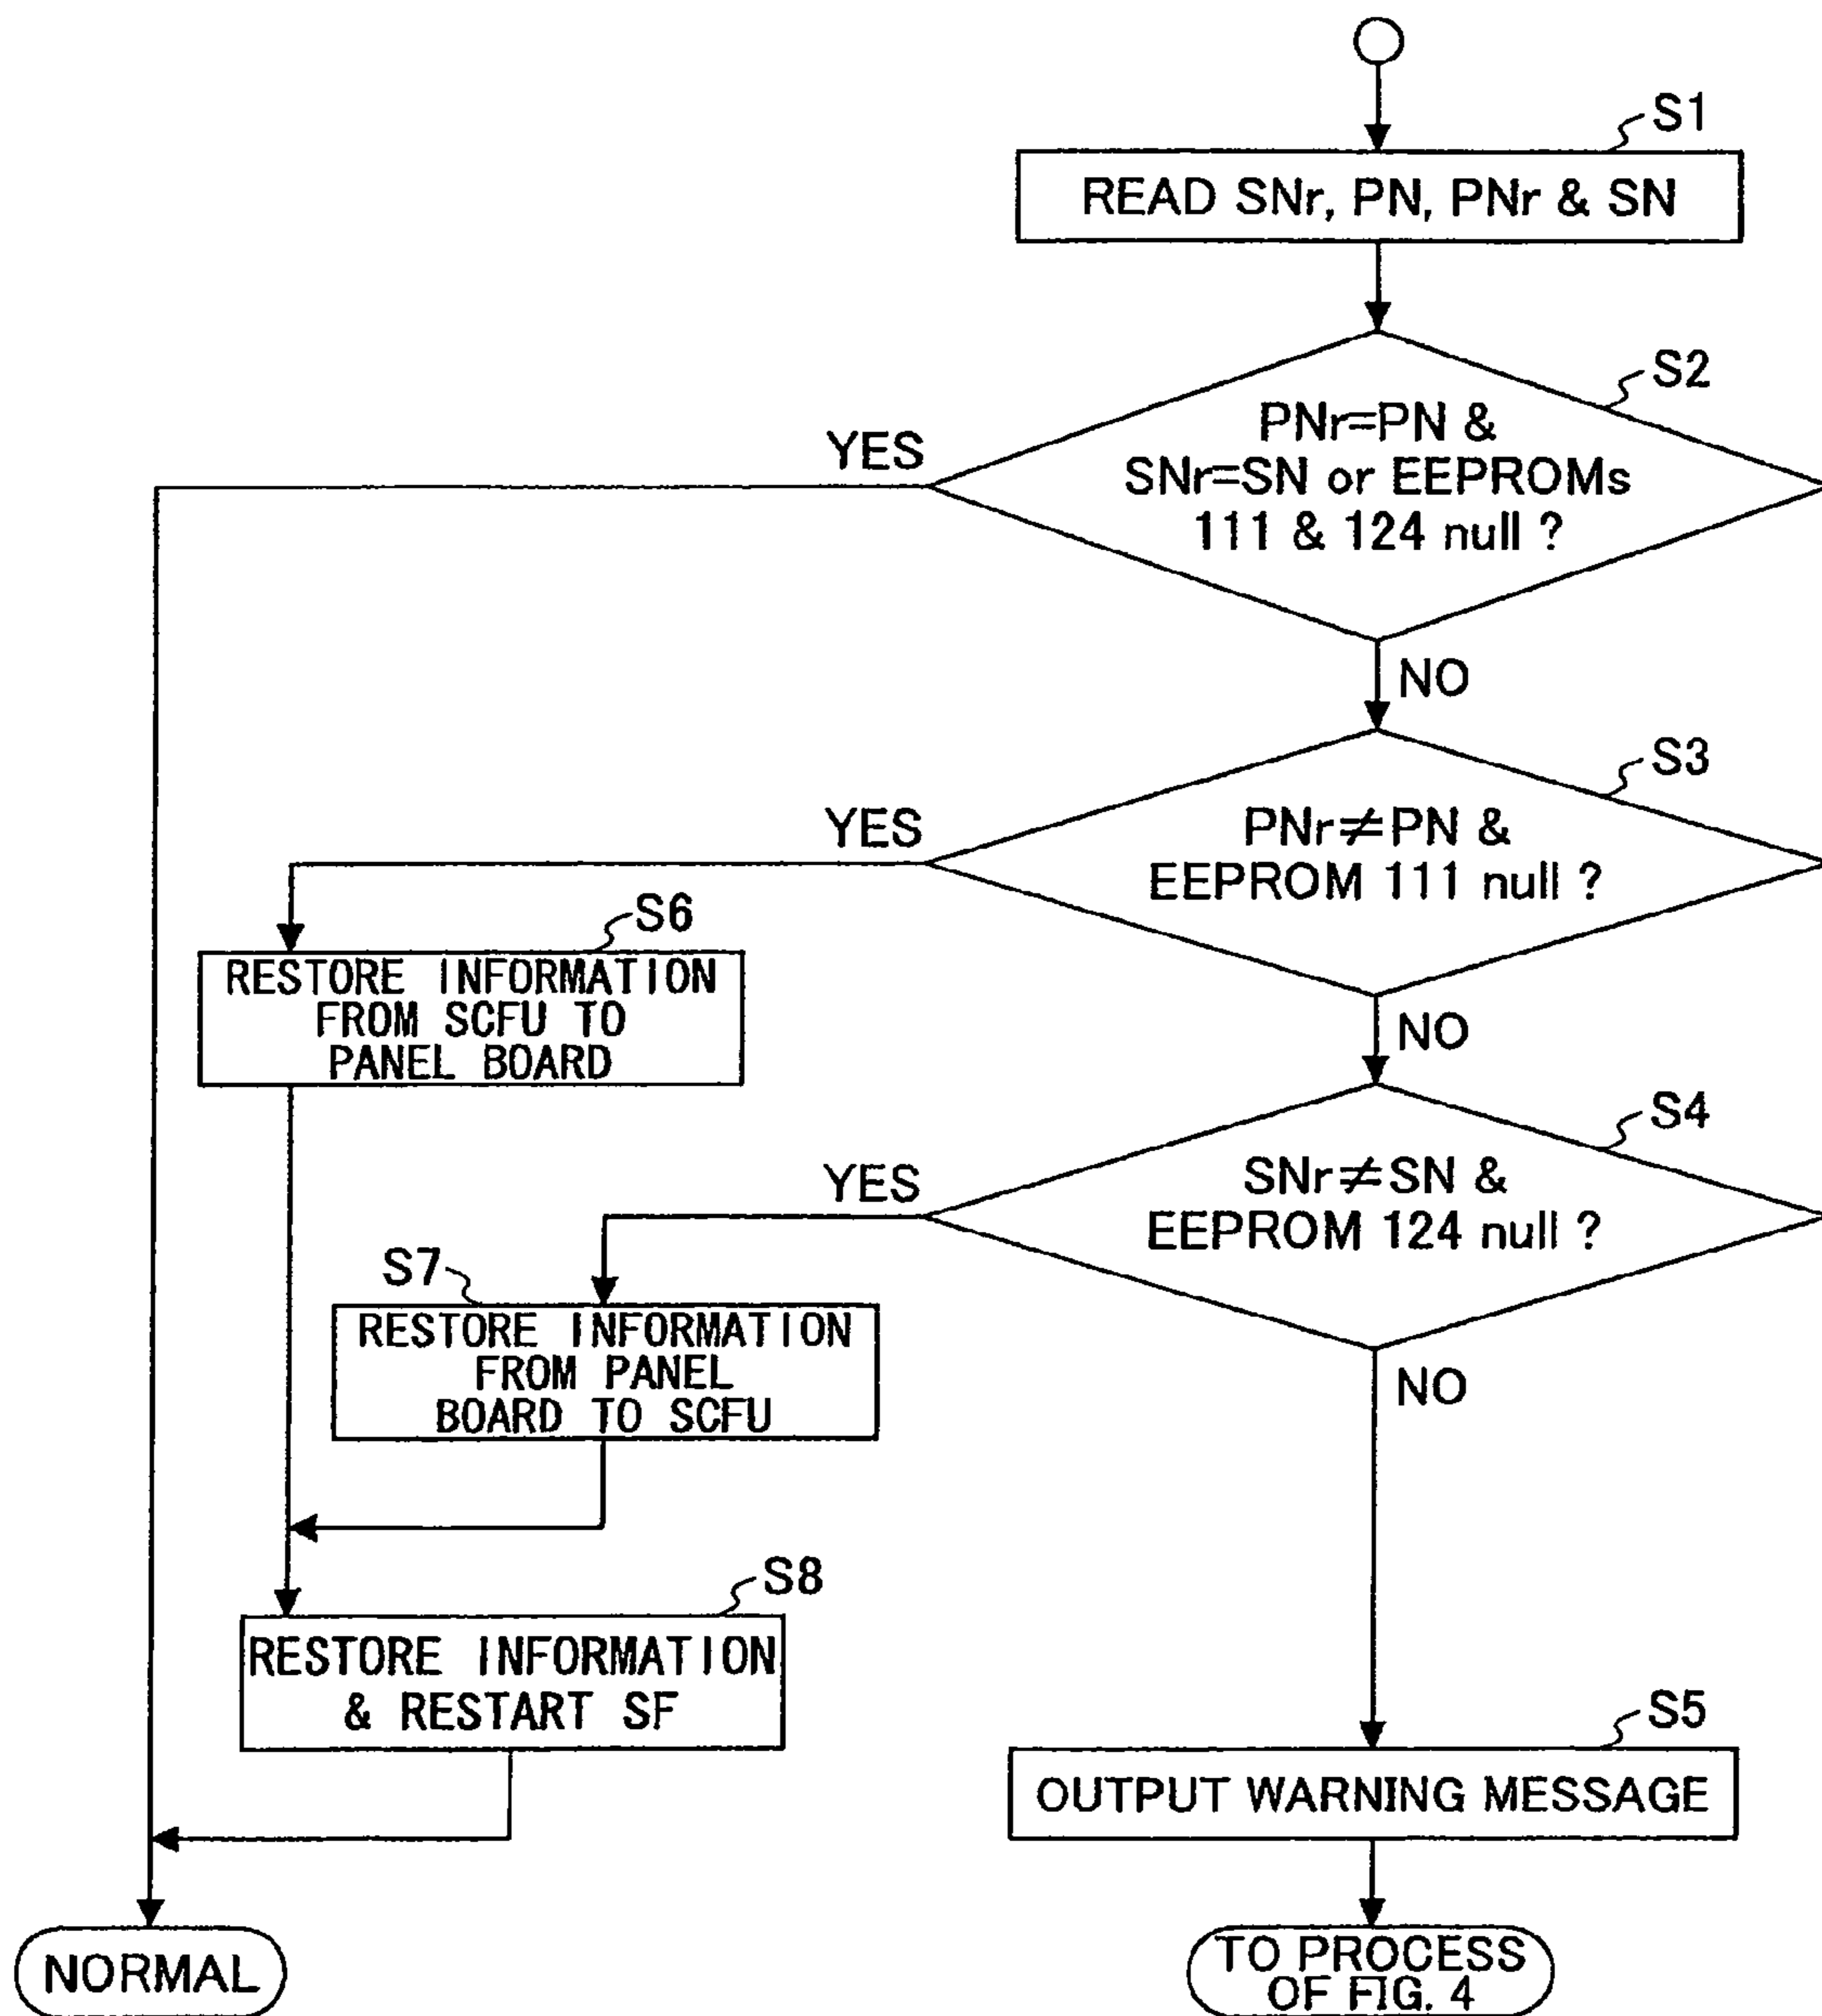 S1
READ SNr, PN, PNr & SN
S2
PNr=PN &
SNr=SN or EEPROMs
111 & 124 null ?
YES
NO
S3
PNr≠PN &
EEPROM 111 null ?
YES
S6
RESTORE INFORMATION
FROM SCFU TO
PANEL BOARD
NO
S4
SNr≠SN &
EEPROM 124 null ?
YES
S7
RESTORE INFORMATION
FROM PANEL
BOARD TO SCFU
NO
S8
RESTORE INFORMATION
& RESTART SF
S5
OUTPUT WARNING MESSAGE
NORMAL
TO PROCESS
OF FIG. 4